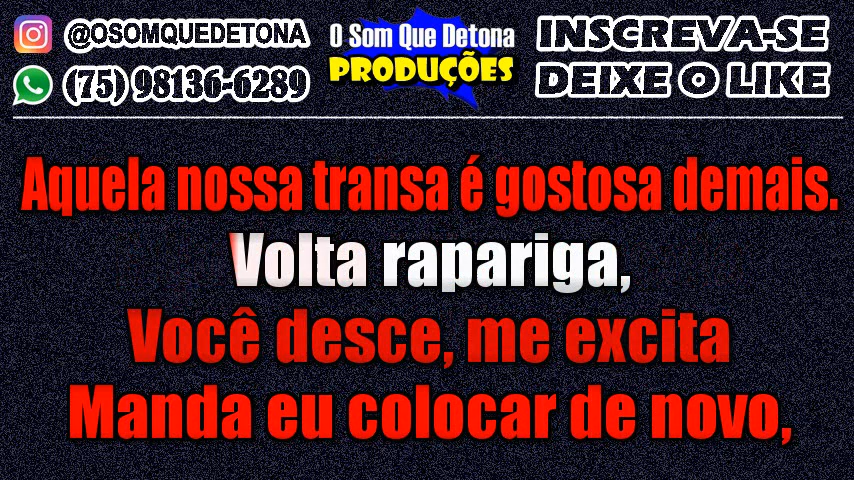 @OSOMQUEDETONA
(75) 98136-6289
O Som Que Detona
PRODUÇÕES
INSCREVA-SE
DEIXE O LIKE
Aquela nossa transa é gostosa demais.
Volta rapariga,
Você desce, me excita
Manda eu colocar de novo,